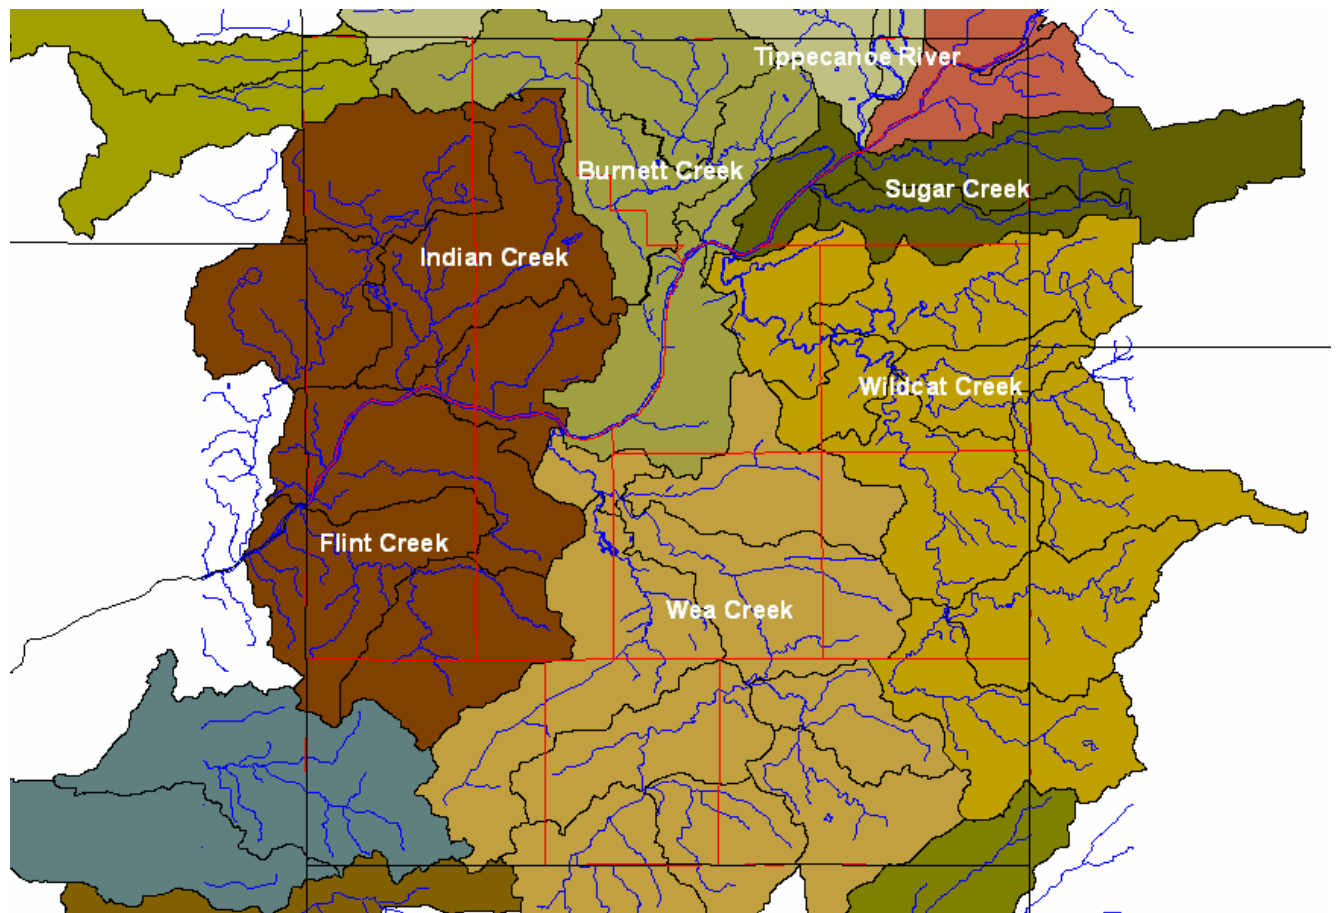 Tippecanoe River
Burnett Creek
Sugar Creek
Indian Creek
Wildcat Creek
Flint Creek
Wea Creek